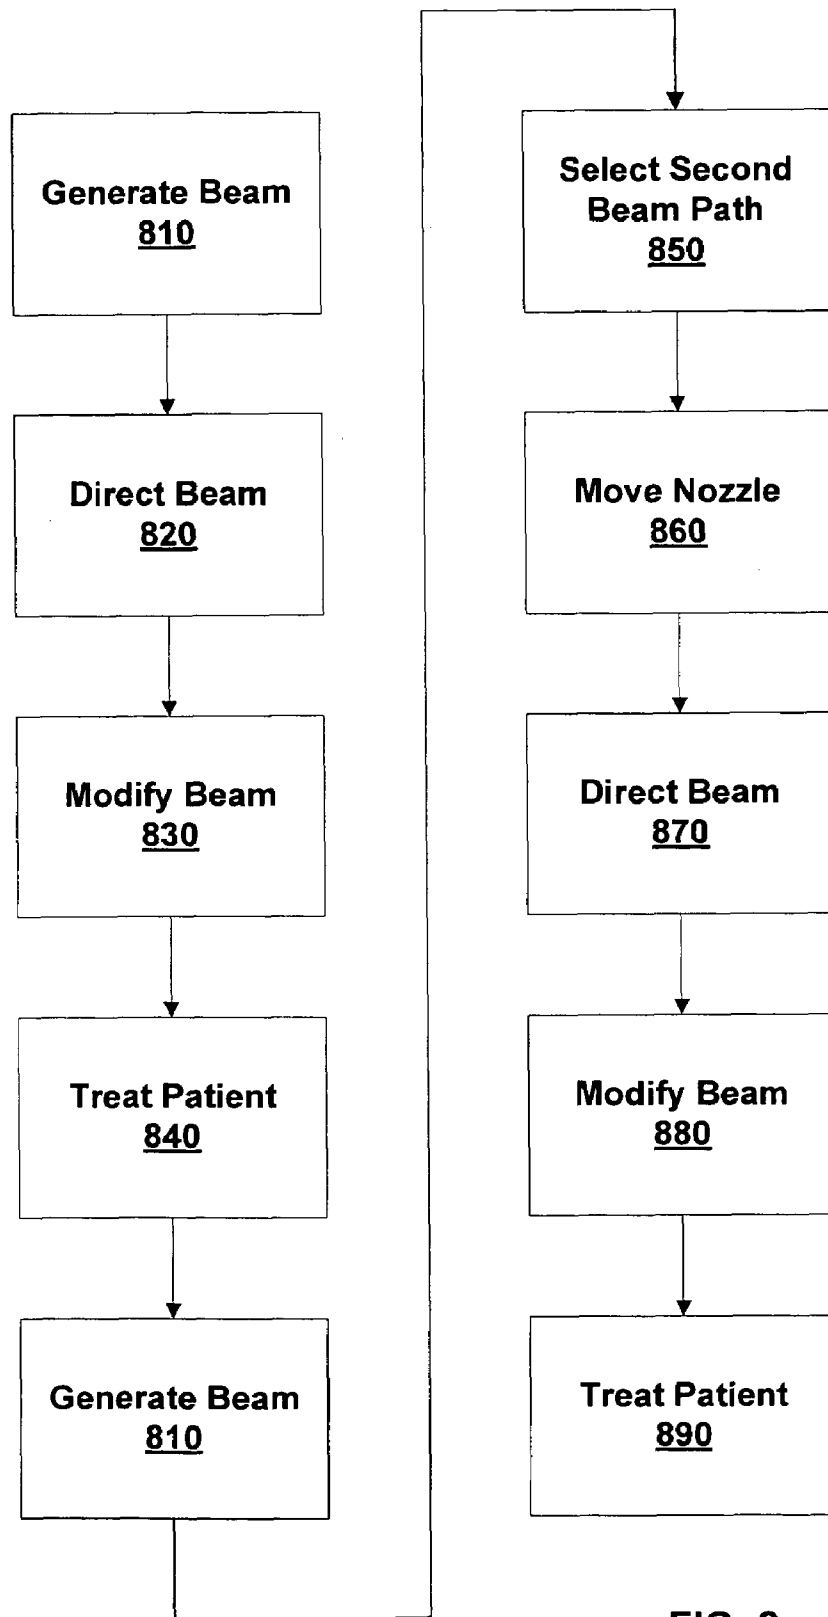 Generate Beam
810
Direct Beam
820
Modify Beam
830
Treat Patient
840
Generate Beam
810
Select Second
Beam Path
850
Move Nozzle
860
Direct Beam
870
Modify Beam
880
Treat Patient
890